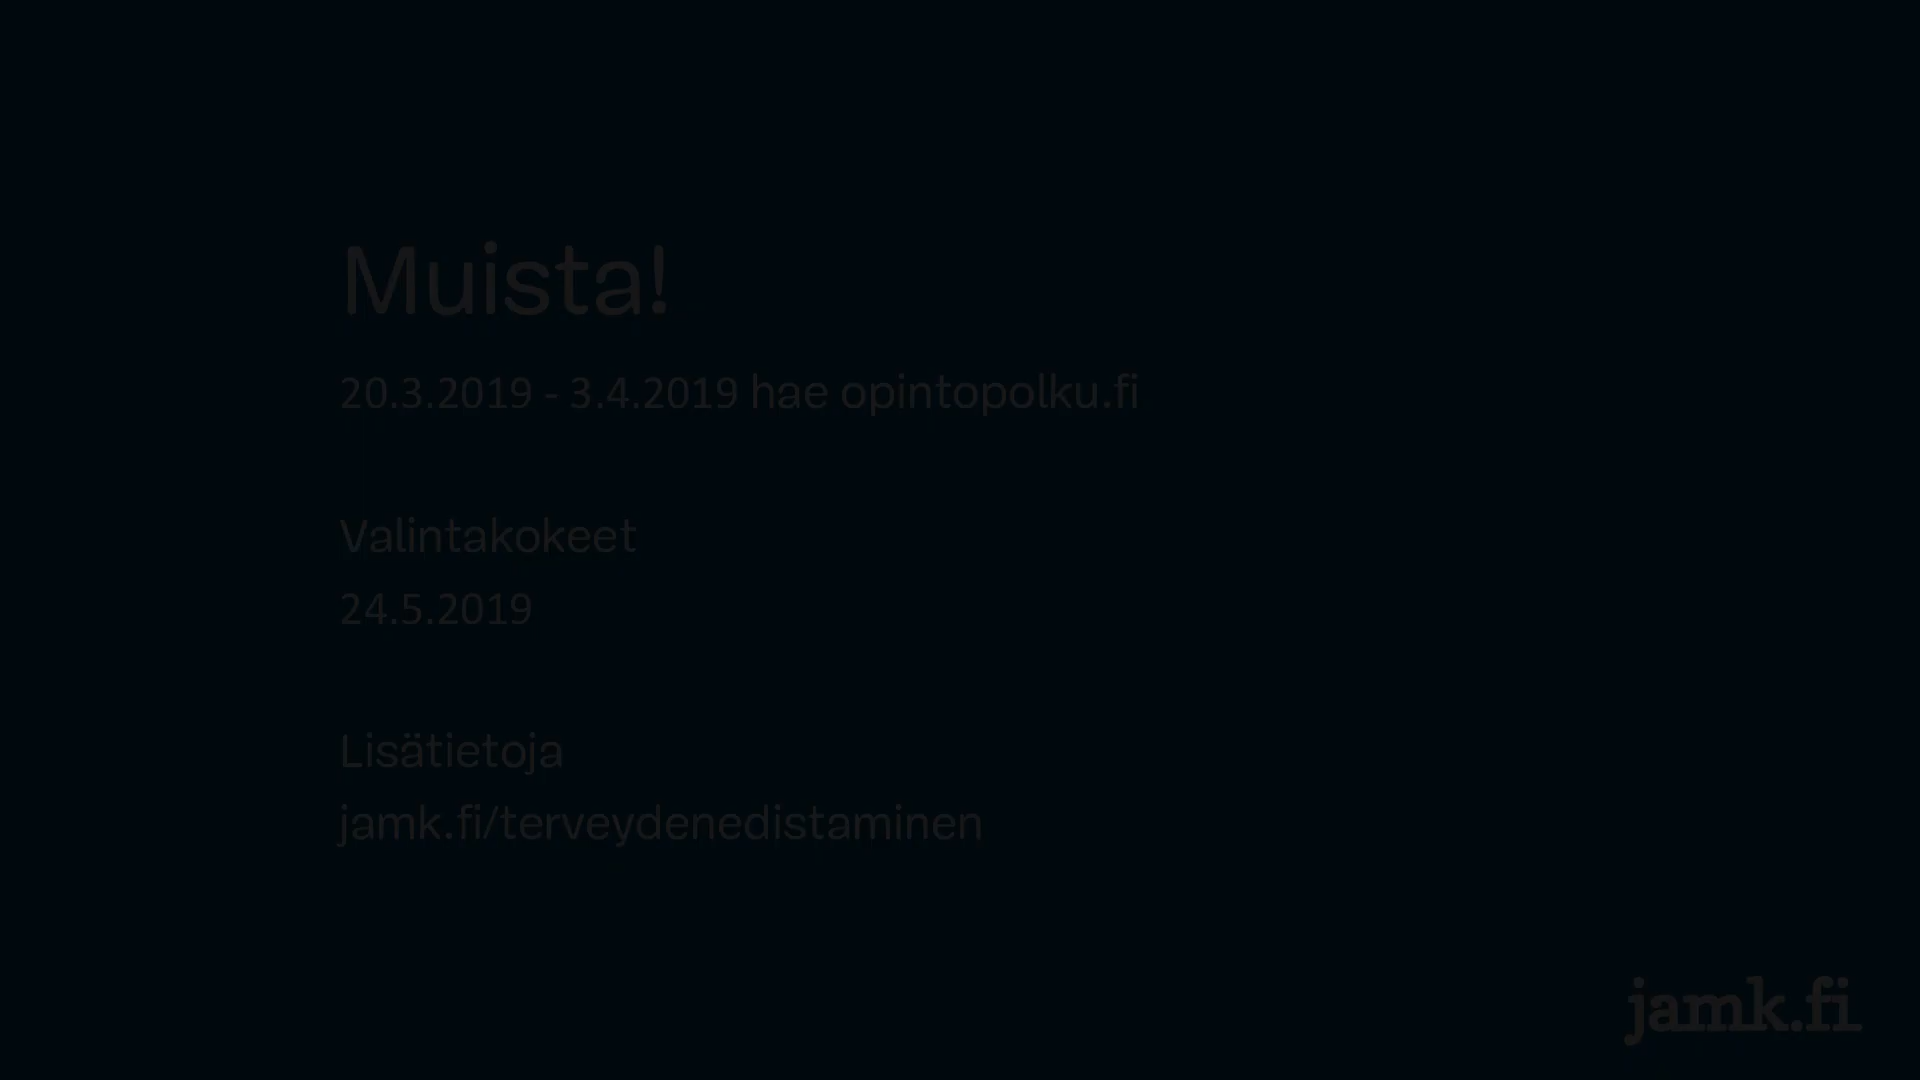 Muista!
20.3.2019 - 3.4.2019 hae opintopolku.fi
Valintakokeet
24.5.2019
Lisätietoja
jamk.fi/terveydenedistaminen
jamk.fi